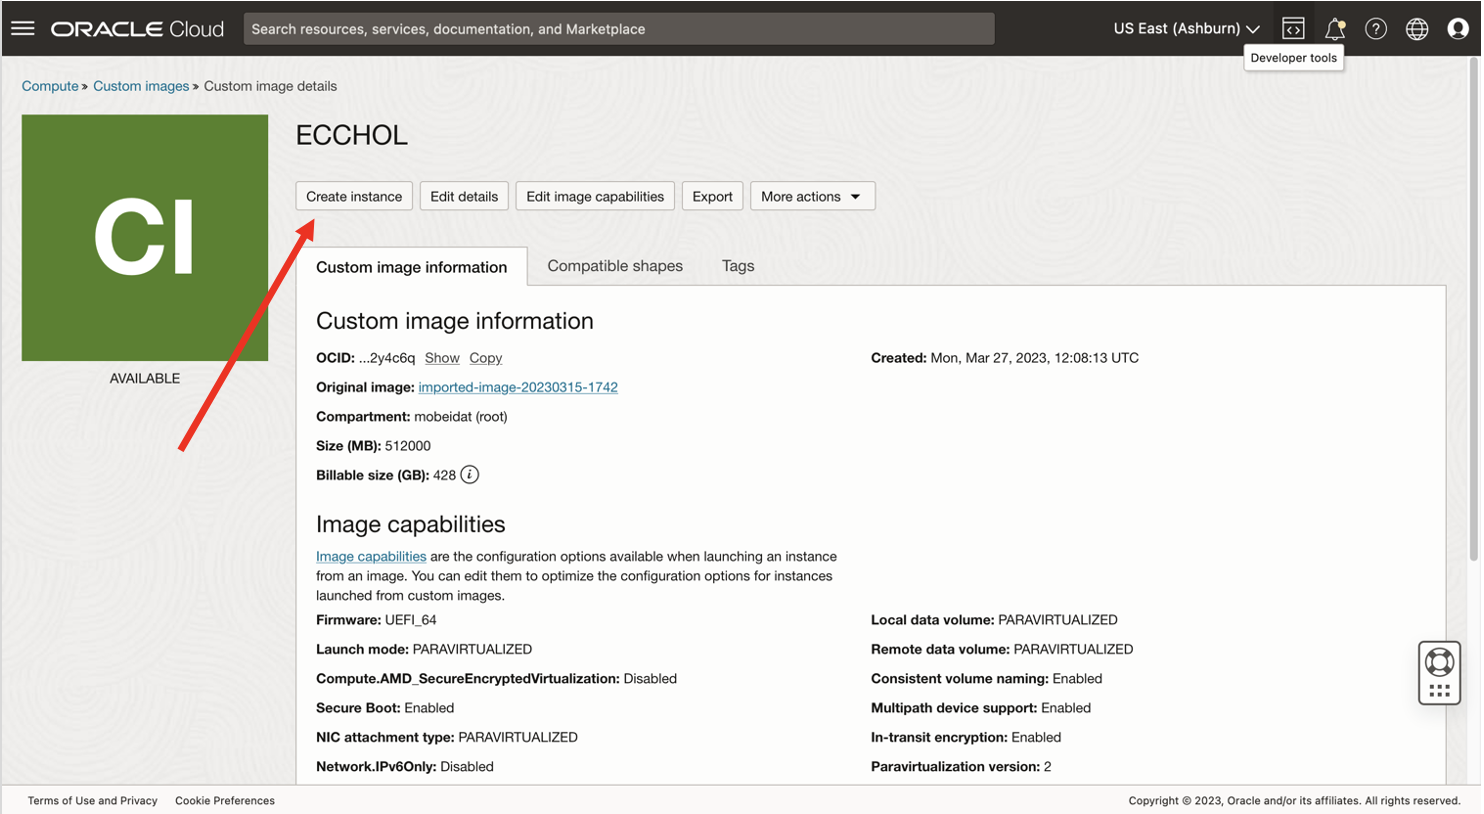 ORACLE Cloud
Search resources, services, documentation, and Marketplace
US East (Ashburn)
Developer tools
Compute » Custom images » Custom image details
CI
AVAILABLE
ECCHOL
Create instance
Edit details
Edit image capabilities
Export
More actions
Custom image information
Compatible shapes
Tags
Custom image information
OCID: ...2y4c6q Show Copy
Original image: imported-image-20230315-1742
Compartment: mobeidat (root)
Size (MB): 512000
Billable size (GB): 428
Created: Mon, Mar 27, 2023, 12:08:13 UTC
Image capabilities
Image capabilities are the configuration options available when launching an instance
from an image. You can edit them to optimize the configuration options for instances
launched from custom images.
Firmware: UEFI_64
Launch mode: PARAVIRTUALIZED
Compute.AMD_SecureEncryptedVirtualization: Disabled
Secure Boot: Enabled
NIC attachment type: PARAVIRTUALIZED
Network.IPv6Only: Disabled
Local data volume: PARAVIRTUALIZED
Remote data volume: PARAVIRTUALIZED
Consistent volume naming: Enabled
Multipath device support: Enabled
In-transit encryption: Enabled
Paravirtualization version: 2
Terms of Use and Privacy
Cookie Preferences
Copyright © 2023, Oracle and/or its affiliates. All rights reserved.